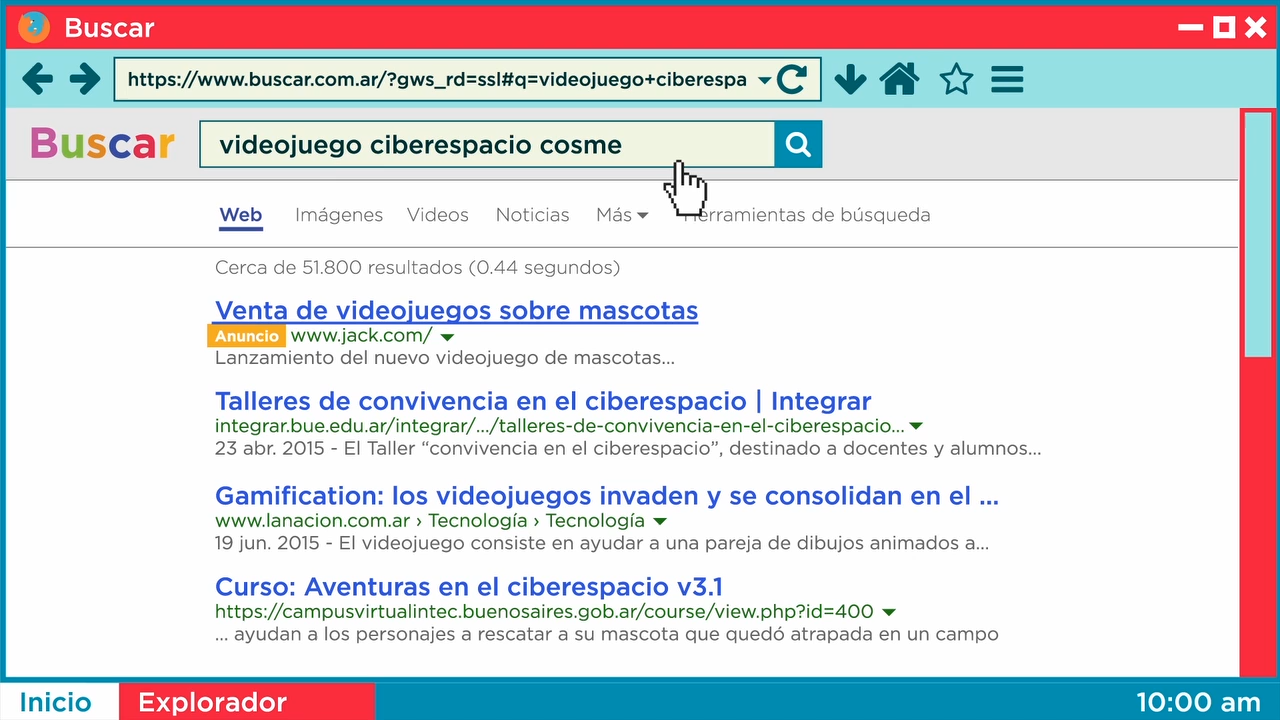 Buscar
https://www.buscar.com.ar/?gws_rd=ssl#q=videojuego+ciberespa
Buscar
videojuego ciberespacio cosme
Web Imágenes Videos Noticias Más Herramientas de búsqueda
Cerca de 51.800 resultados (0.44 segundos)
Venta de videojuegos sobre mascotas
Anuncio www.jack.com/
Lanzamiento del nuevo videojuego de mascotas...
Talleres de convivencia en el ciberespacio | Integrar
integrar.bue.edu.ar/integrar/.../talleres-de-convivencia-en-el-ciberespacio...
23 abr. 2015 - El Taller “convivencia en el ciberespacio”, destinado a docentes y alumnos...
Gamification: los videojuegos invaden y se consolidan en el ...
www.lanacion.com.ar › Tecnología › Tecnología
19 jun. 2015 - El videojuego consiste en ayudar a una pareja de dibujos animados a...
Curso: Aventuras en el ciberespacio v3.1
https://campusvirtualintec.buenosaires.gob.ar/course/view.php?id=400
... ayudan a los personajes a rescatar a su mascota que quedó atrapada en un campo
Inicio Explorador 10:00 am